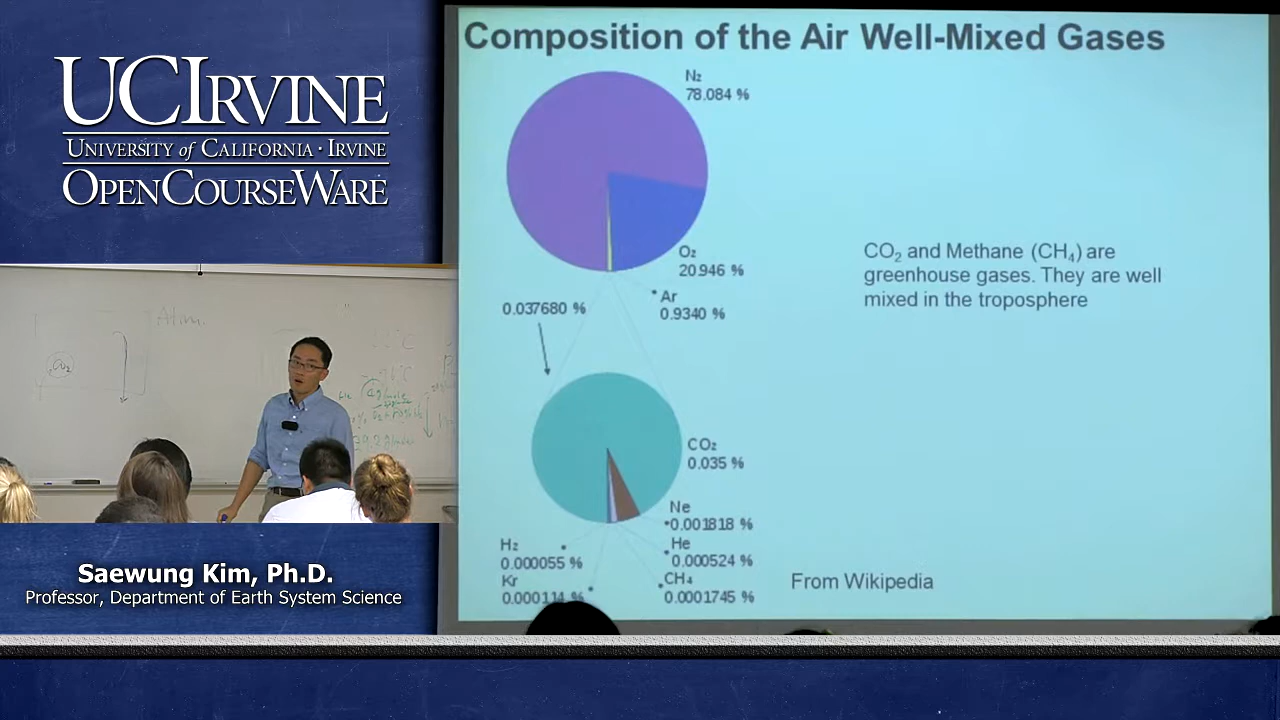 UCIRVINE
UNIVERSITY of CALIFORNIA · IRVINE
OPENCOURSEWARE
Atm.
CO2
Saewung Kim, Ph.D.
Professor, Department of Earth System Science
Composition of the Air Well-Mixed Gases
N2
78.084 %
O2
20.946 %
Ar
0.9340 %
0.037680 %
CO2 and Methane (CH4) are
greenhouse gases. They are well
mixed in the troposphere
CO2
0.035 %
Ne
0.001818 %
He
0.000524 %
CH4
0.0001745 %
H2
0.000055 %
Kr
0.000114 %
From Wikipedia